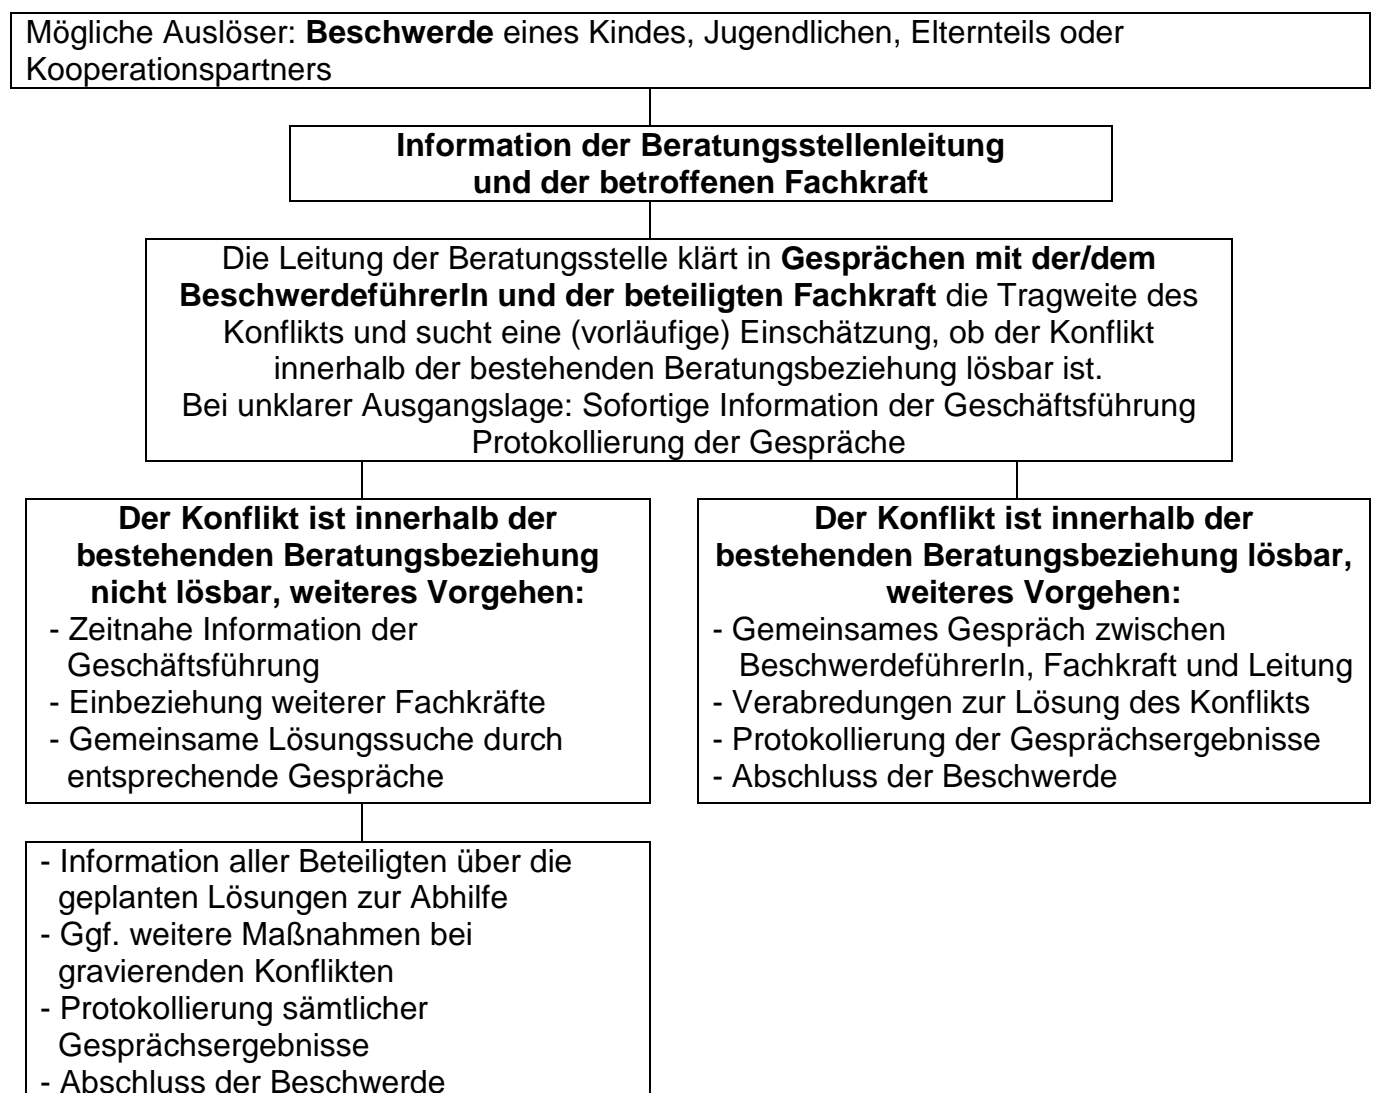 Mögliche Auslöser: Beschwerde eines Kindes, Jugendlichen, Elternteils oder
Kooperationspartners
Information der Beratungsstellenleitung
und der betroffenen Fachkraft
Die Leitung der Beratungsstelle klärt in Gesprächen mit der/dem
BeschwerdeführerIn und der beteiligten Fachkraft die Tragweite des
Konflikts und sucht eine (vorläufige) Einschätzung, ob der Konflikt
innerhalb der bestehenden Beratungsbeziehung lösbar ist.
Bei unklarer Ausgangslage: Sofortige Information der Geschäftsführung
Protokollierung der Gespräche
Der Konflikt ist innerhalb der
bestehenden Beratungsbeziehung
nicht lösbar, weiteres Vorgehen:
- Zeitnahe Information der
Geschäftsführung
- Einbeziehung weiterer Fachkräfte
- Gemeinsame Lösungssuche durch
entsprechende Gespräche
Der Konflikt ist innerhalb der
bestehenden Beratungsbeziehung lösbar,
weiteres Vorgehen:
- Gemeinsames Gespräch zwischen
BeschwerdeführerIn, Fachkraft und Leitung
- Verabredungen zur Lösung des Konflikts
- Protokollierung der Gesprächsergebnisse
- Abschluss der Beschwerde
- Information aller Beteiligten über die
geplanten Lösungen zur Abhilfe
- Ggf. weitere Maßnahmen bei
gravierenden Konflikten
- Protokollierung sämtlicher
Gesprächsergebnisse
- Abschluss der Beschwerde